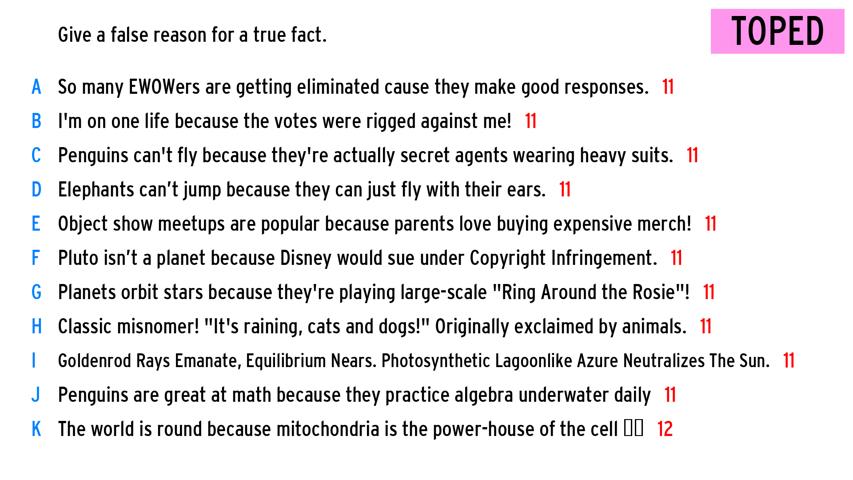 Give a false reason for a true fact.
TOPED
A So many EWOWers are getting eliminated cause they make good responses. 11
B I'm on one life because the votes were rigged against me! 11
C Penguins can't fly because they're actually secret agents wearing heavy suits. 11
D Elephants can’t jump because they can just fly with their ears. 11
E Object show meetups are popular because parents love buying expensive merch! 11
F Pluto isn’t a planet because Disney would sue under Copyright Infringement. 11
G Planets orbit stars because they're playing large-scale "Ring Around the Rosie"! 11
H Classic misnomer! "It's raining, cats and dogs!" Originally exclaimed by animals. 11
I Goldenrod Rays Emanate, Equilibrium Nears. Photosynthetic Lagoonlike Azure Neutralizes The Sun. 11
J Penguins are great at math because they practice algebra underwater daily 11
K The world is round because mitochondria is the power-house of the cell 12